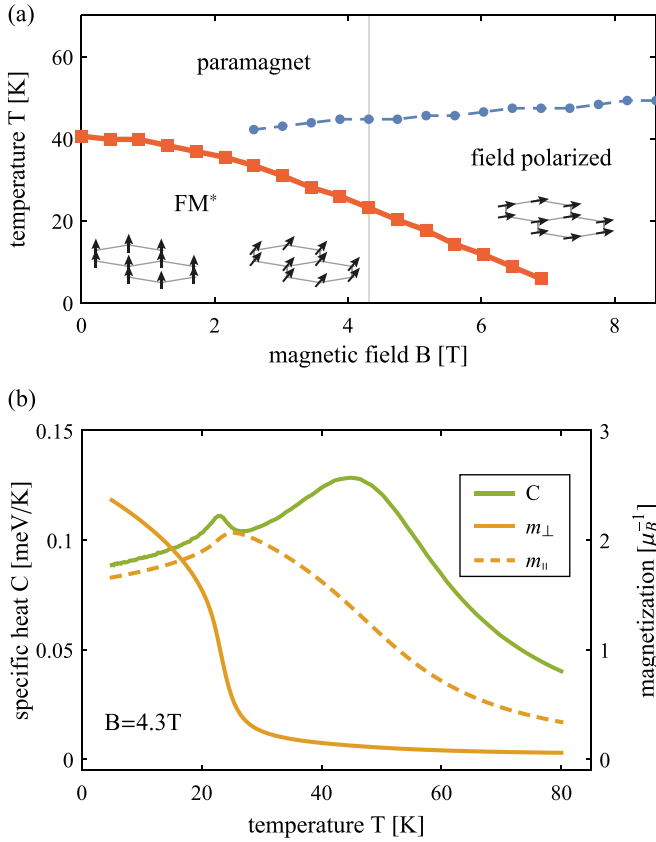 (a)
temperature T [K]
60
40
20
0
paramagnet
field polarized
FM*
0
2
4
6
8
magnetic field B [T]
(b)
specific heat C [meV/K]
0.15
0.1
0.05
0
C
m⊥
m॥
B=4.3T
3
2
1
0
magnetization [μB⁻¹]
0
20
40
60
80
temperature T [K]